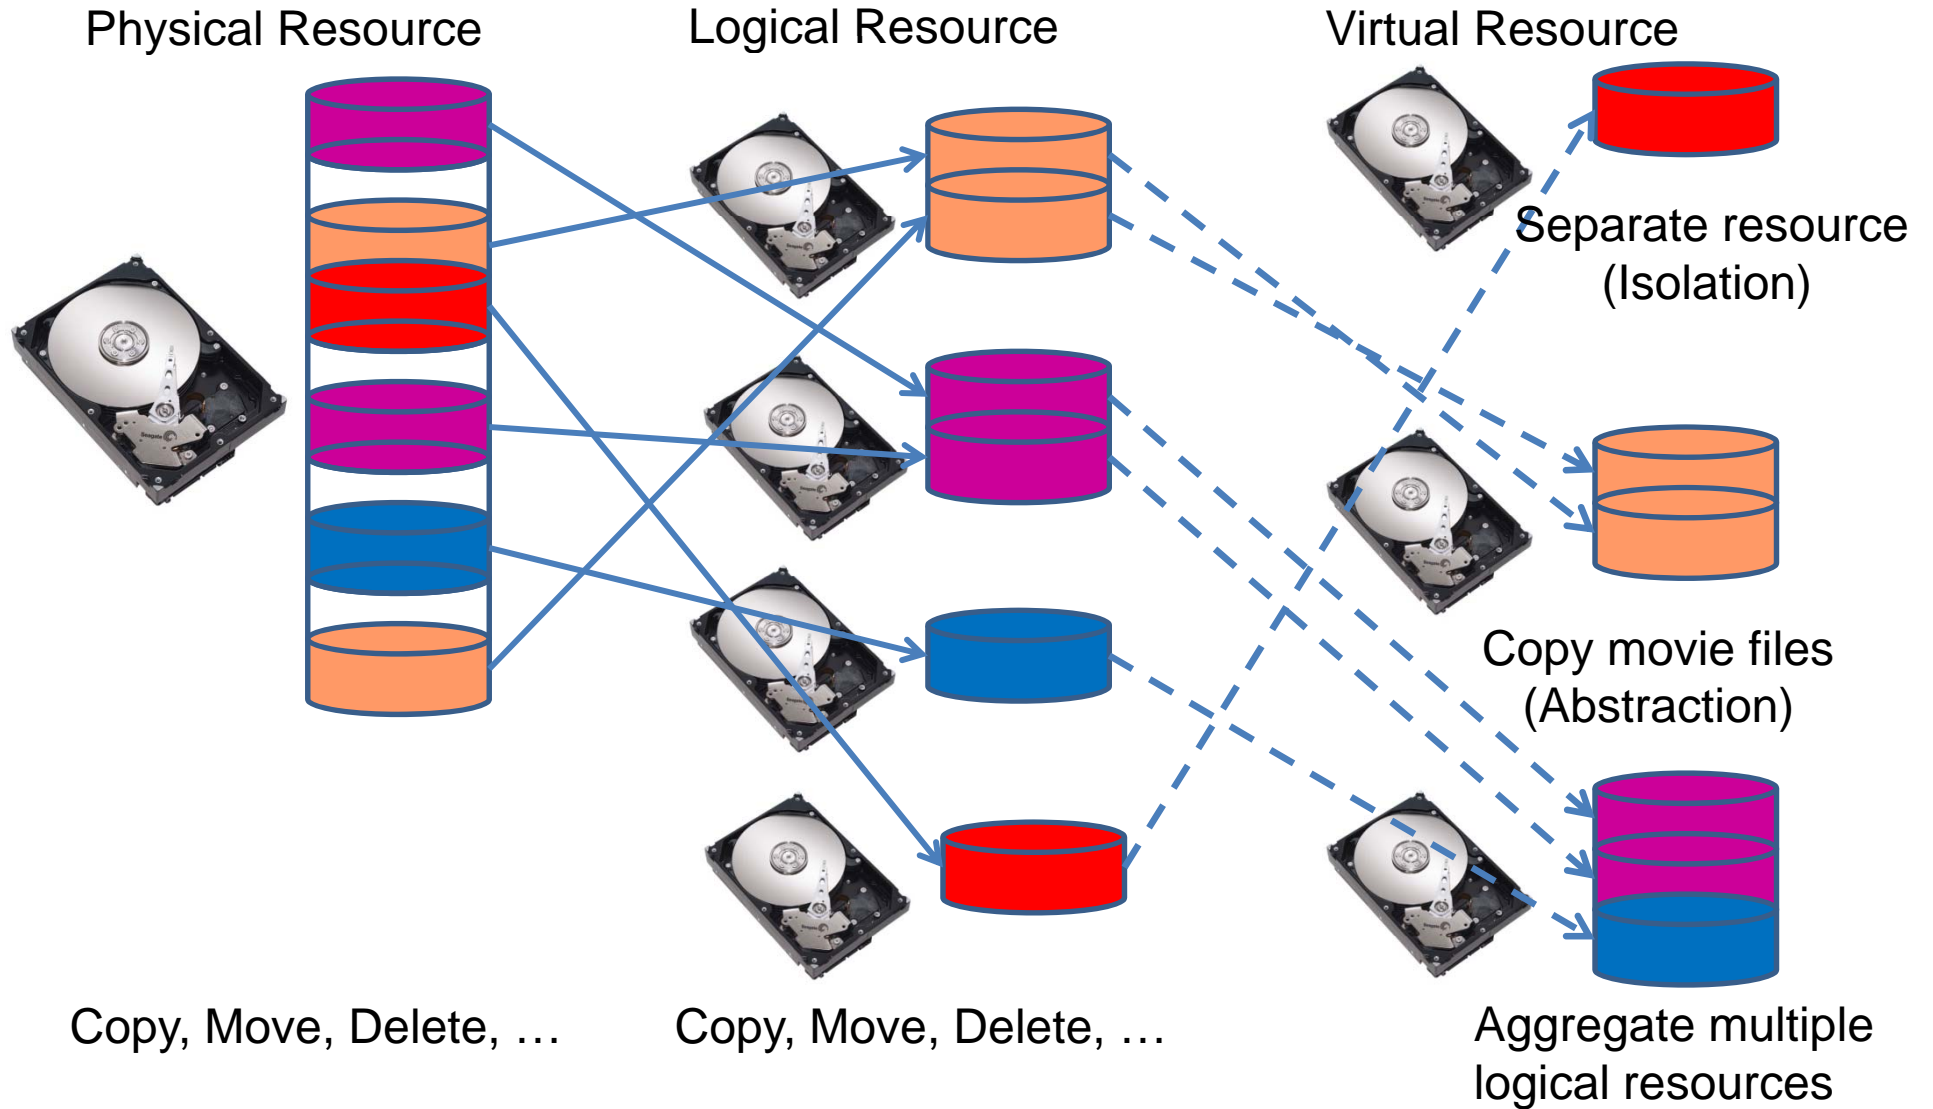 Physical Resource
Logical Resource
Virtual Resource
Separate resource
(Isolation)
Copy movie files
(Abstraction)
Copy, Move, Delete, …
Copy, Move, Delete, …
Aggregate multiple
logical resources
Seagate